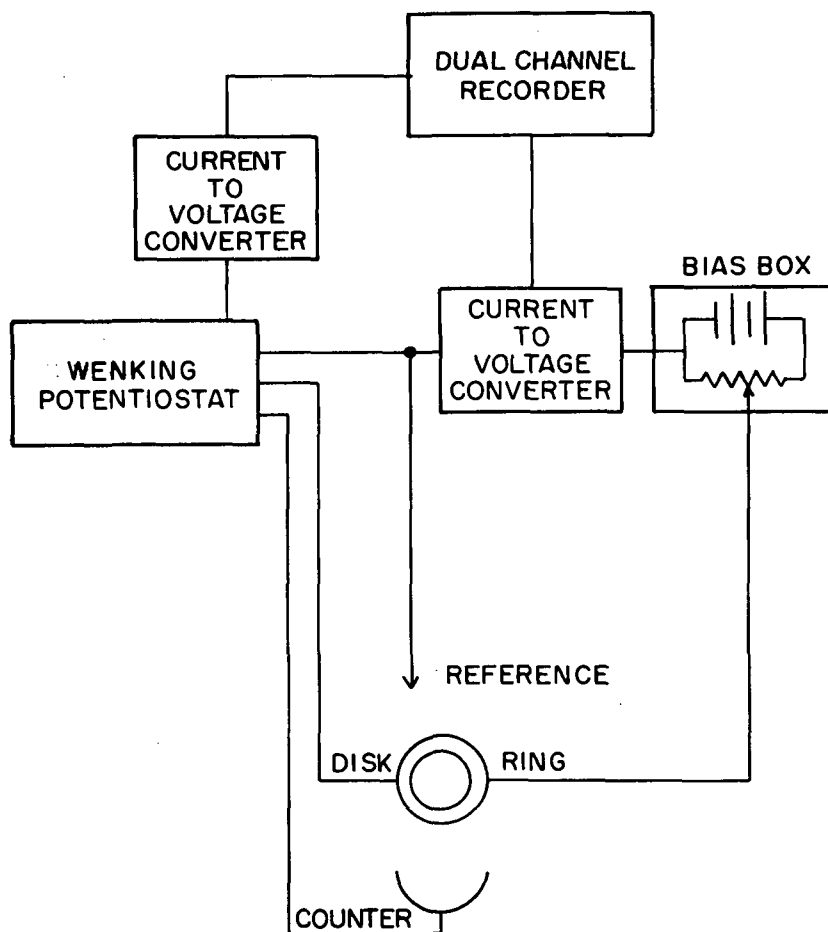 DUAL CHANNEL
RECORDER
CURRENT
TO
VOLTAGE
CONVERTER
BIAS BOX
CURRENT
TO
VOLTAGE
CONVERTER
WENKING
POTENTIOSTAT
REFERENCE
DISK
RING
COUNTER